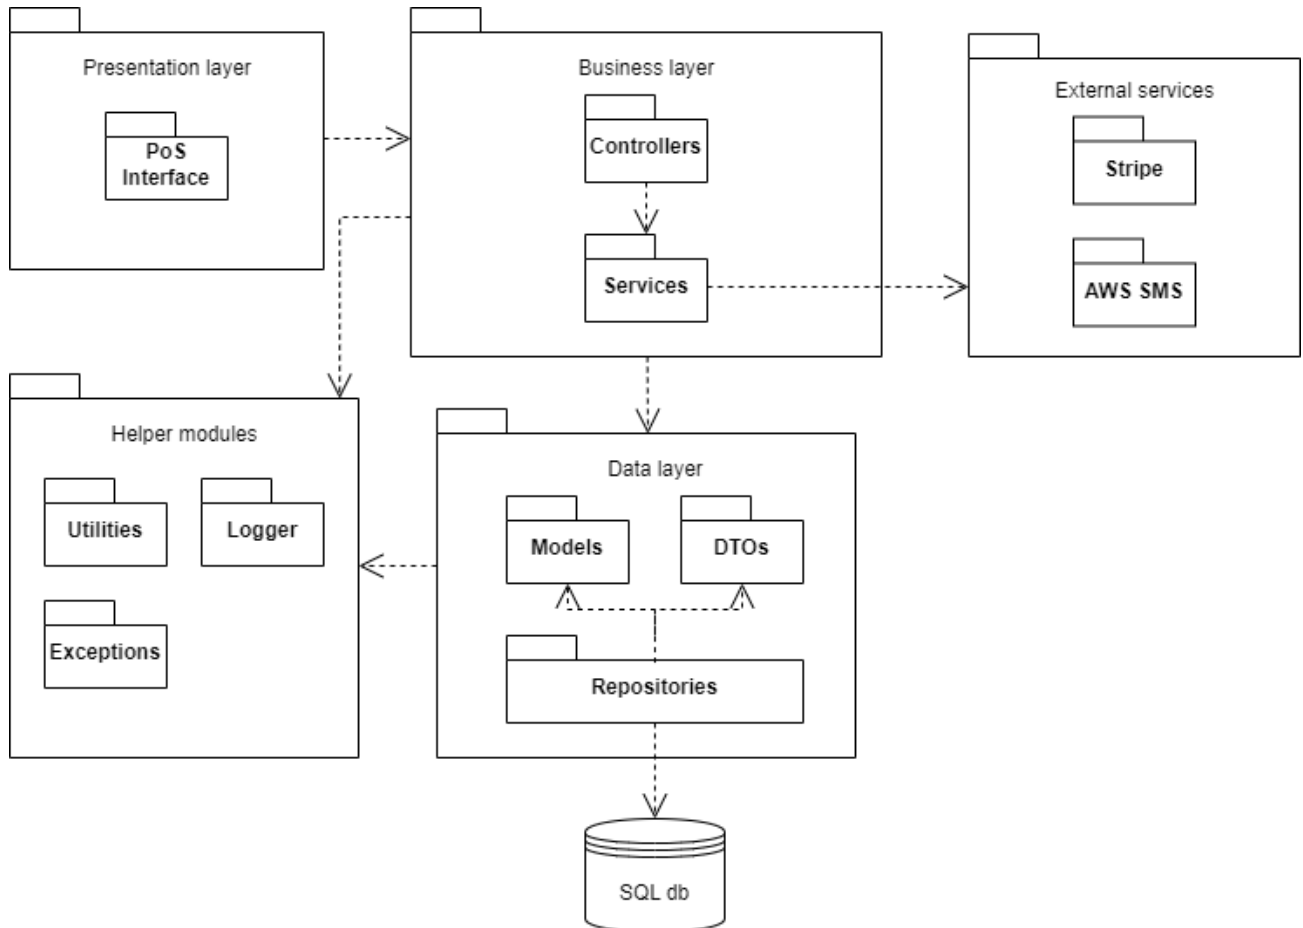 Presentation layer
PoS
Interface
Business layer
Controllers
Services
External services
Stripe
AWS SMS
Helper modules
Utilities
Logger
Exceptions
Data layer
Models
DTOs
Repositories
SQL db